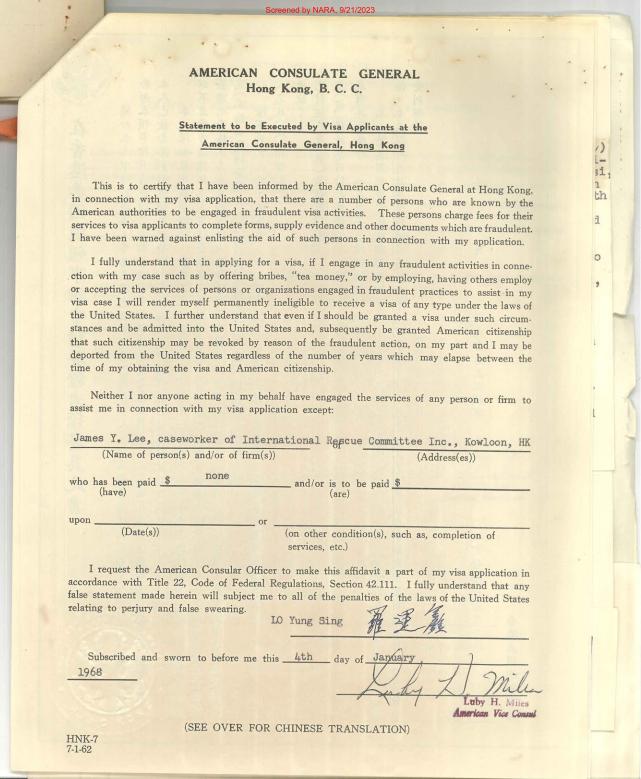 Screened by NARA, 9/21/2023
AMERICAN CONSULATE GENERAL
Hong Kong, B. C. C.
Statement to be Executed by Visa Applicants at the
American Consulate General, Hong Kong
This is to certify that I have been informed by the American Consulate General at Hong Kong,
in connection with my visa application, that there are a number of persons who are known by the
American authorities to be engaged in fraudulent visa activities. These persons charge fees for their
services to visa applicants to complete forms, supply evidence and other documents which are fraudulent.
I have been warned against enlisting the aid of such persons in connection with my application.
I fully understand that in applying for a visa, if I engage in any fraudulent activities in conne-
ction with my case such as by offering bribes, "tea money," or by employing, having others employ
or accepting the services of persons or organizations engaged in fraudulent practices to assist in my
visa case I will render myself permanently ineligible to receive a visa of any type under the laws of
the United States. I further understand that even if I should be granted a visa under such circum-
stances and be admitted into the United States and, subsequently be granted American citizenship
that such citizenship may be revoked by reason of the fraudulent action, on my part and I may be
deported from the United States regardless of the number of years which may elapse between the
time of my obtaining the visa and American citizenship.
Neither I nor anyone acting in my behalf have engaged the services of any person or firm to
assist me in connection with my visa application except:
James Y. Lee, caseworker of International Rescue Committee Inc., Kowloon, HK
of
(Name of person(s) and/or of firm(s)) (Address(es))
who has been paid $ none and/or is to be paid $
(have) (are)
upon or
(Date(s)) (on other condition(s), such as, completion of
services, etc.)
I request the American Consular Officer to make this affidavit a part of my visa application in
accordance with Title 22, Code of Federal Regulations, Section 42.111. I fully understand that any
false statement made herein will subject me to all of the penalties of the laws of the United States
relating to perjury and false swearing.
LO Yung Sing 羅運
Subscribed and sworn to before me this 4th day of January
1968
Luby H. Miles
Luby H. Miles
American Vice Consul
(SEE OVER FOR CHINESE TRANSLATION)
HNK-7
7-1-62